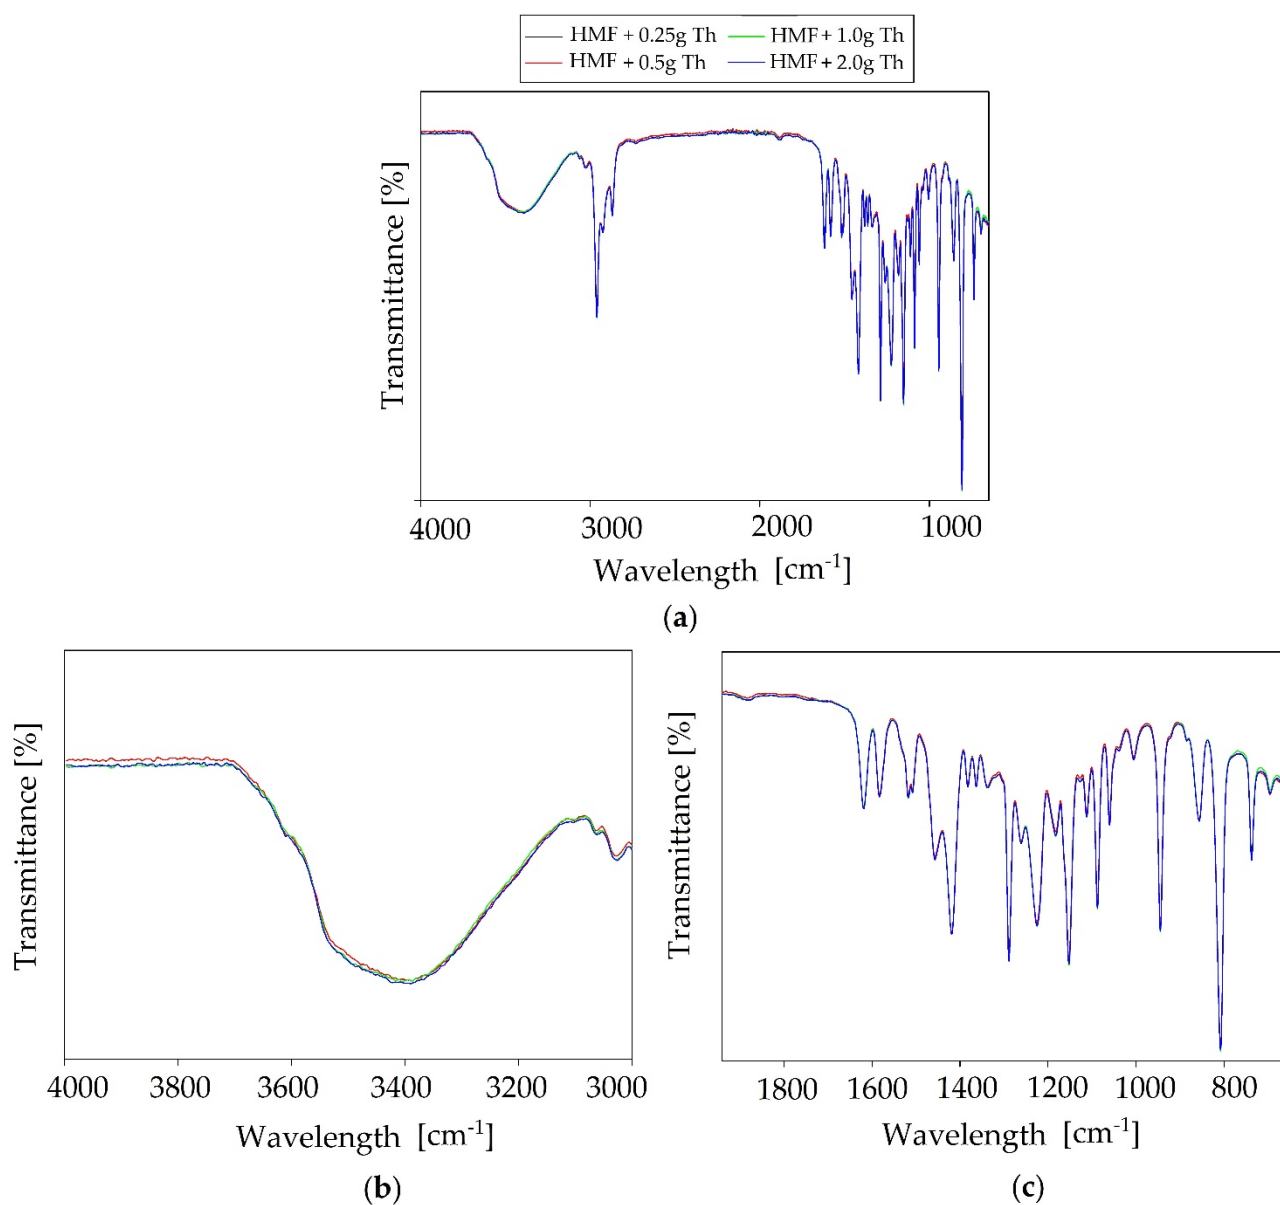 HMF + 0.25g Th HMF + 1.0g Th
HMF + 0.5g Th HMF + 2.0g Th
Transmittance [%]
4000 3000 2000 1000
Wavelength [cm-1]
(a)
Transmittance [%]
4000 3800 3600 3400 3200 3000
Wavelength [cm-1]
(b)
Transmittance [%]
1800 1600 1400 1200 1000 800
Wavelength [cm-1]
(c)